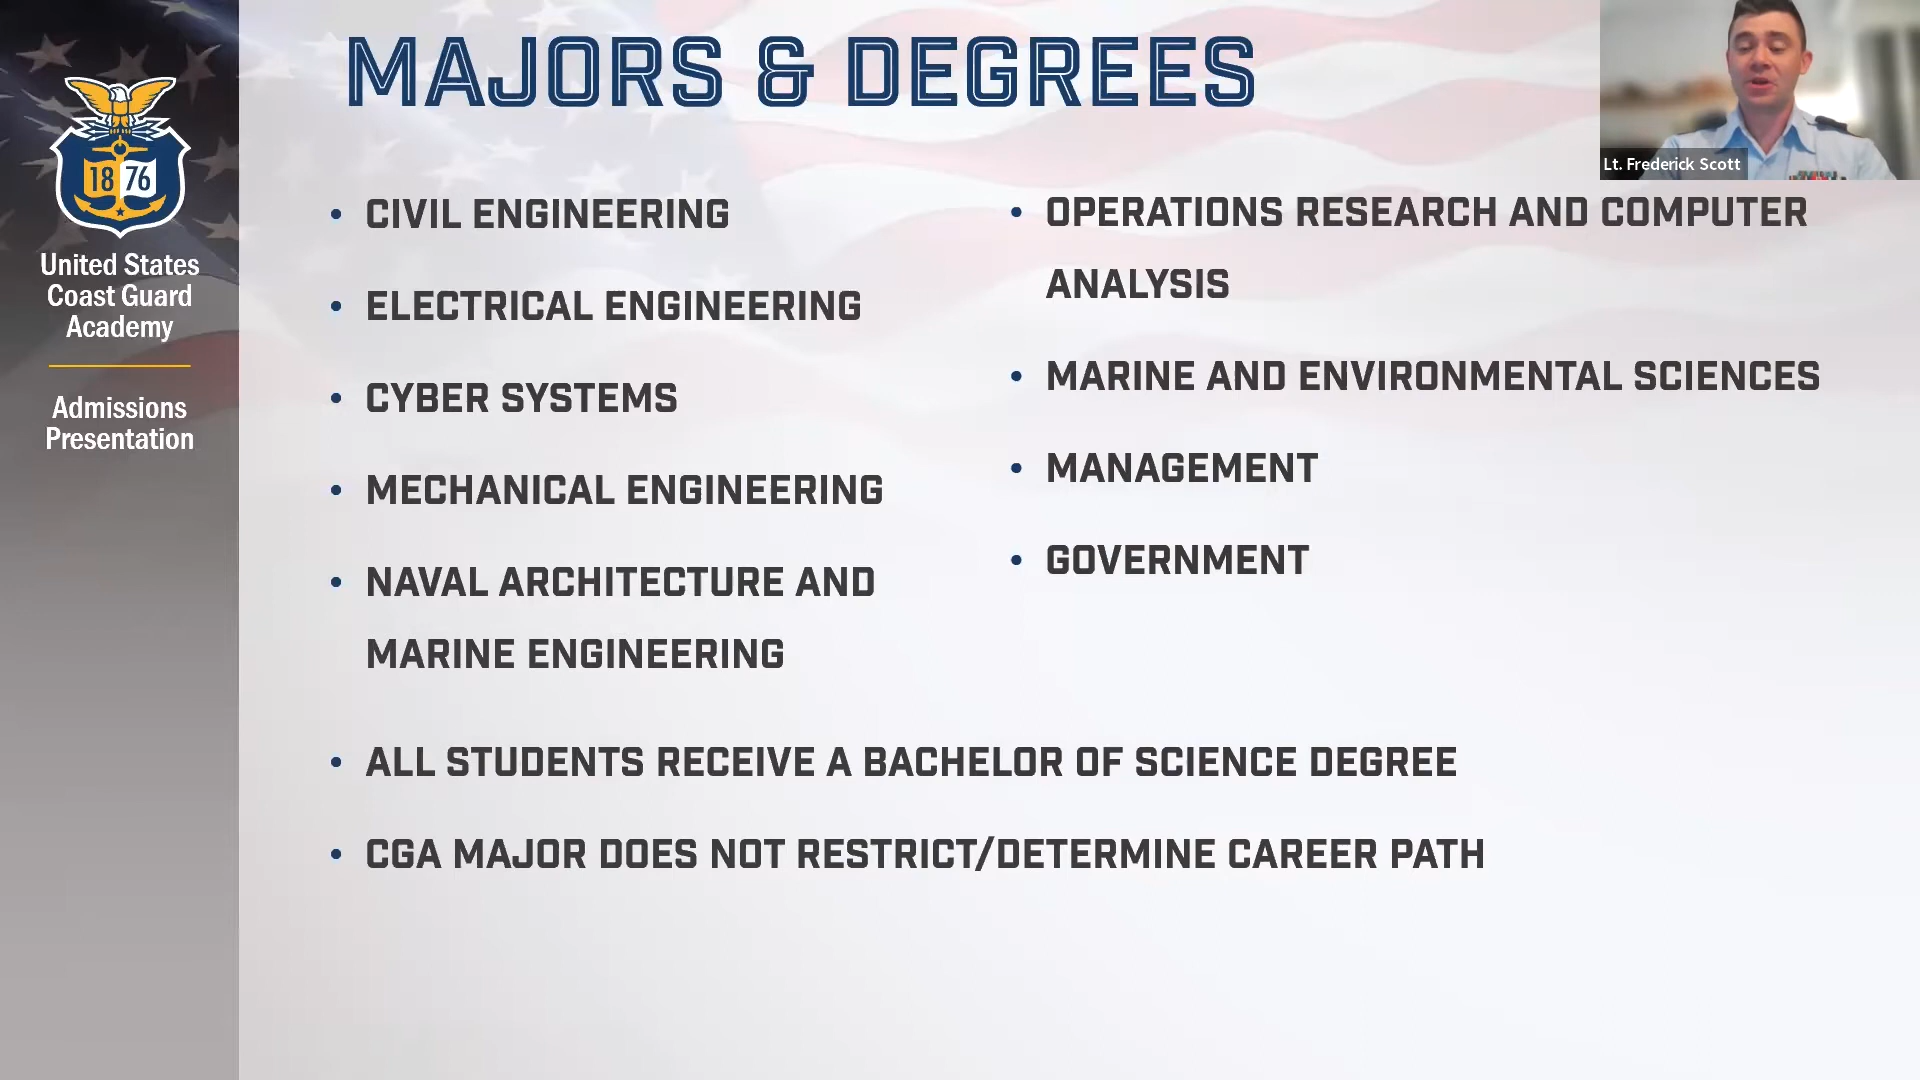 MAJORS & DEGREES
Lt. Frederick Scott
18 76
United States
Coast Guard
Academy
Admissions
Presentation
• CIVIL ENGINEERING
• ELECTRICAL ENGINEERING
• CYBER SYSTEMS
• MECHANICAL ENGINEERING
• NAVAL ARCHITECTURE AND
MARINE ENGINEERING
• OPERATIONS RESEARCH AND COMPUTER
ANALYSIS
• MARINE AND ENVIRONMENTAL SCIENCES
• MANAGEMENT
• GOVERNMENT
• ALL STUDENTS RECEIVE A BACHELOR OF SCIENCE DEGREE
• CGA MAJOR DOES NOT RESTRICT/DETERMINE CAREER PATH